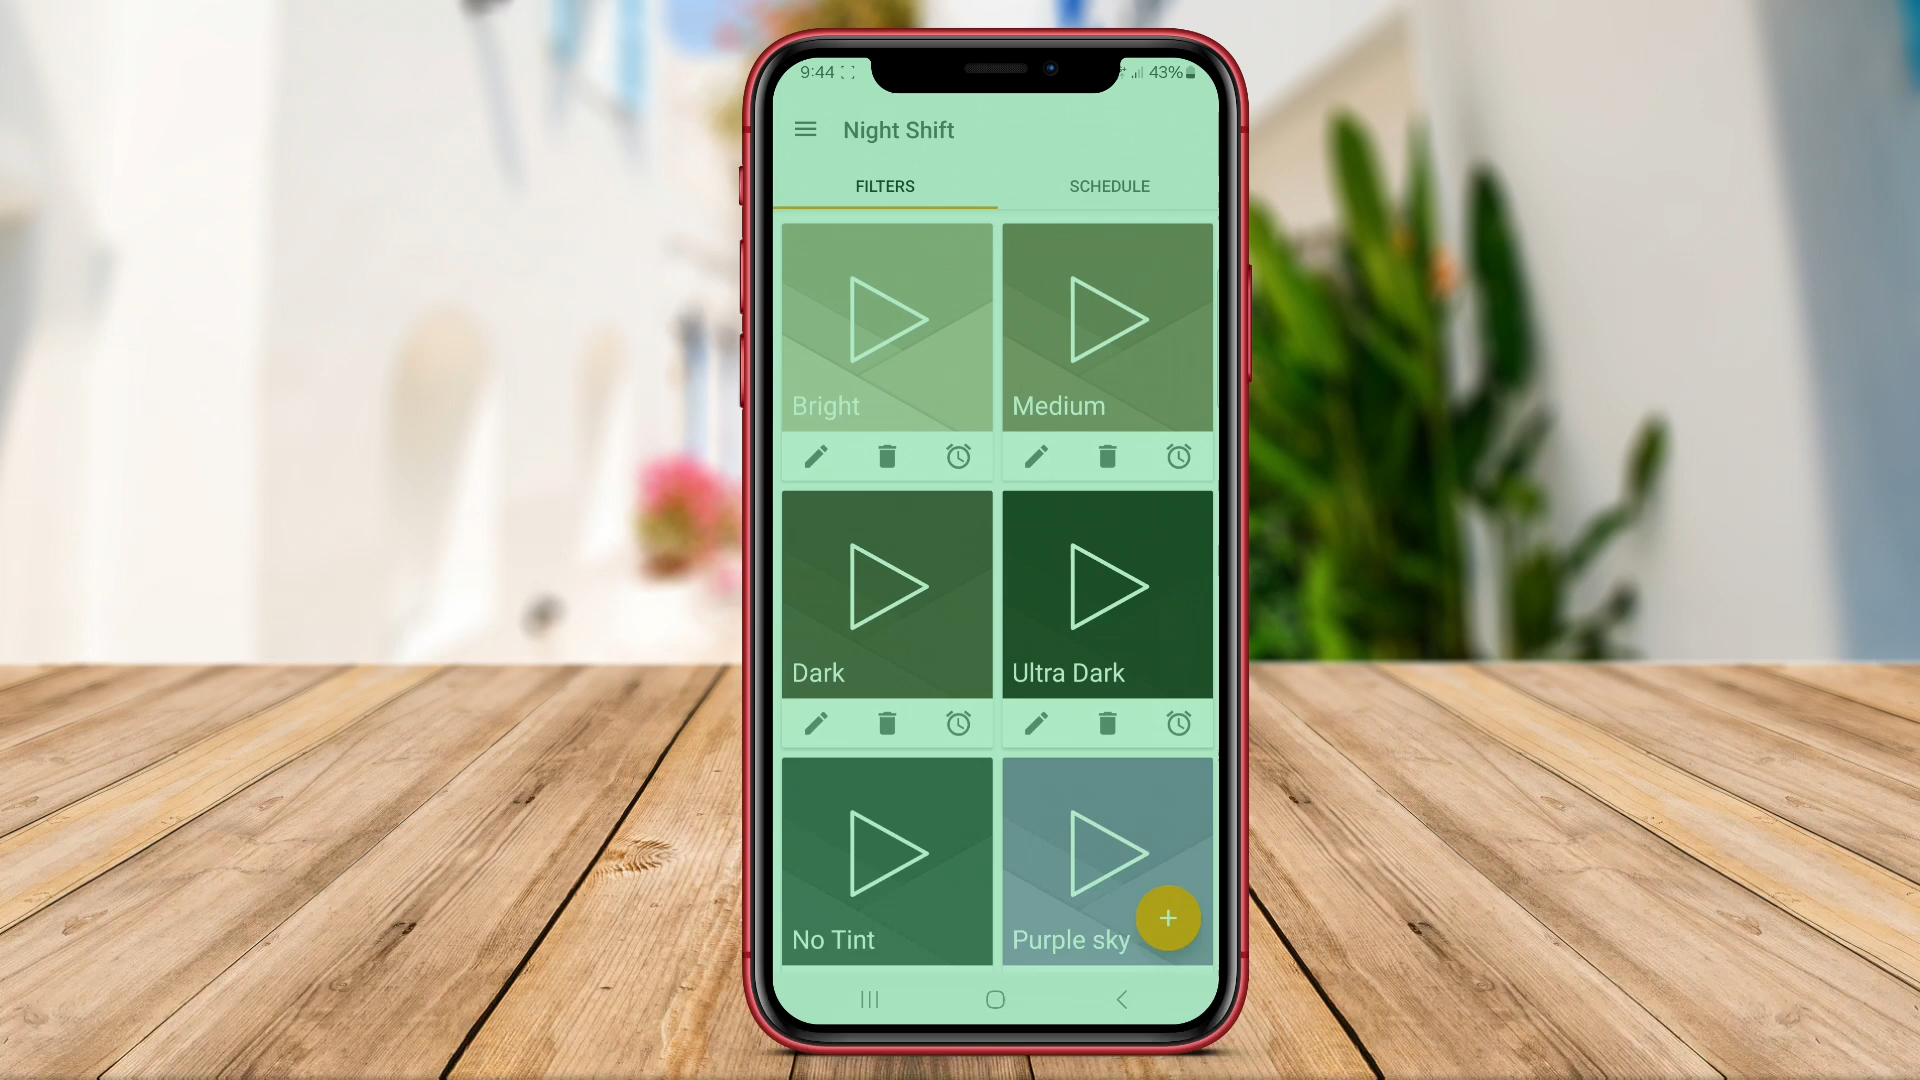 9:44 43%
Night Shift
FILTERS SCHEDULE
Bright Medium
Dark Ultra Dark
No Tint Purple sky